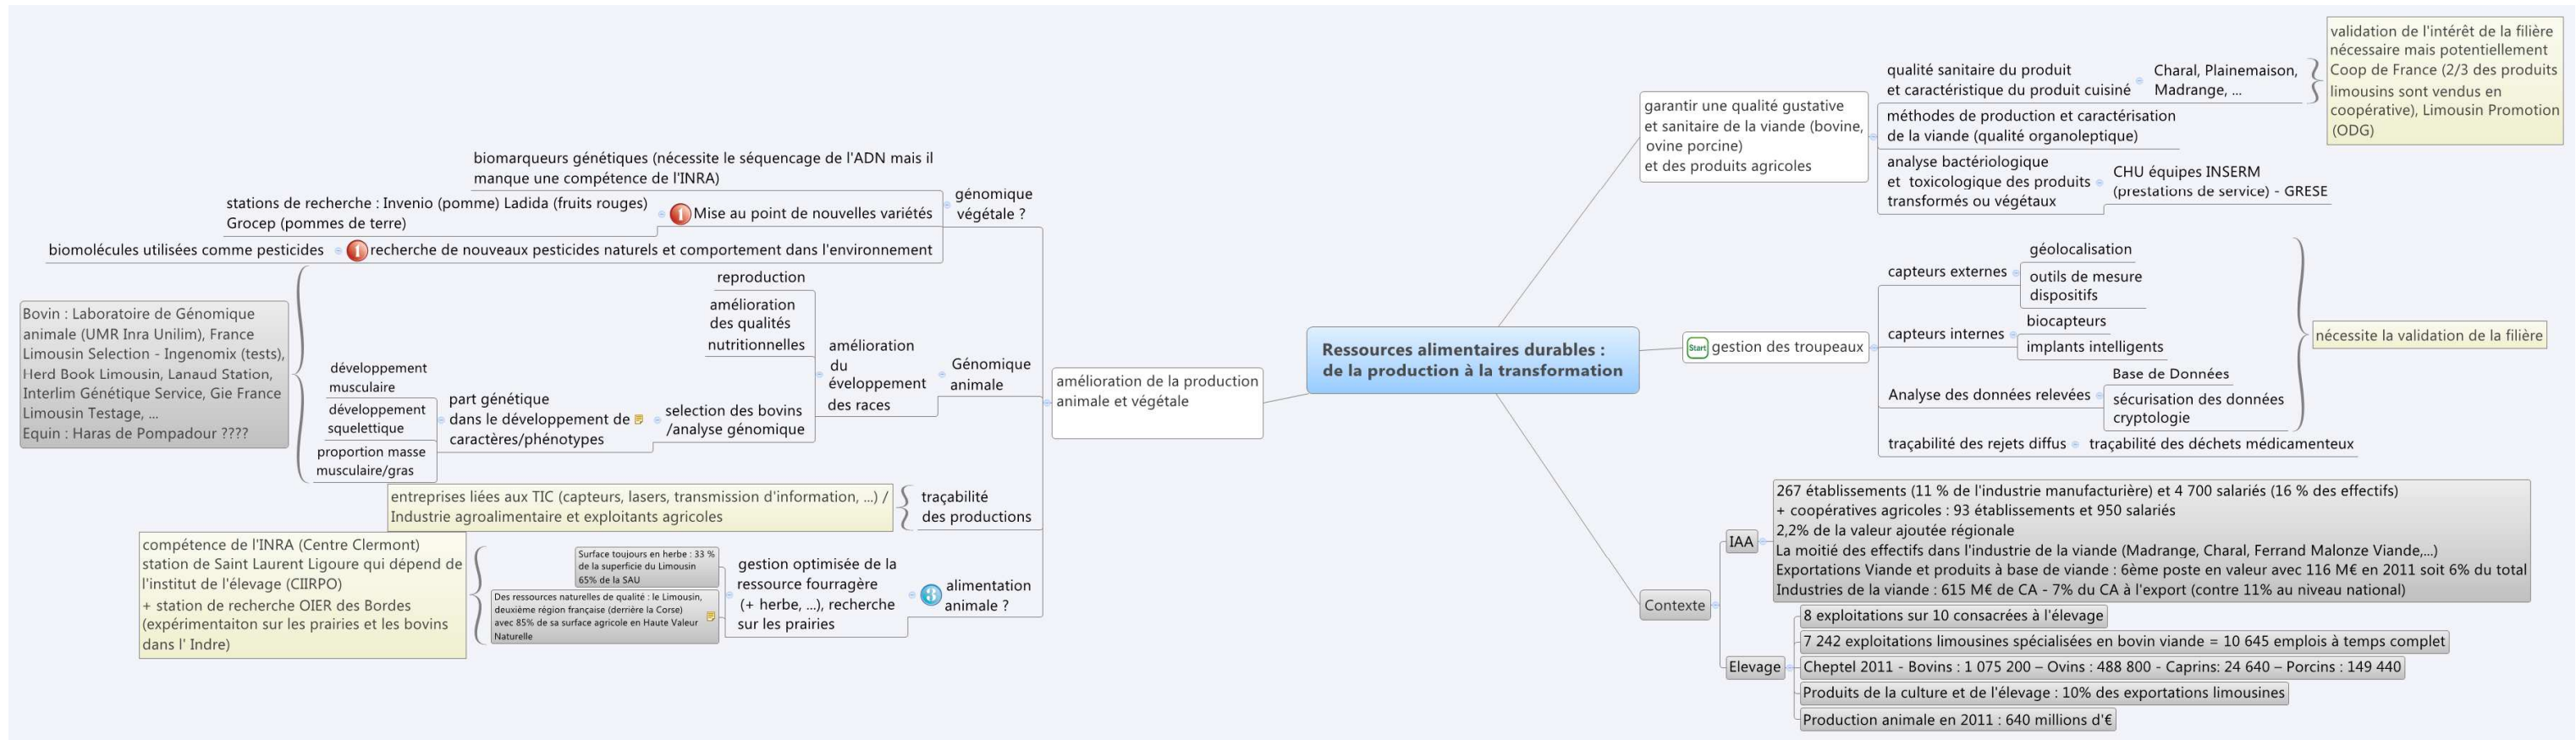 Ressources alimentaires durables :
de la production à la transformation
garantir une qualité gustative
et sanitaire de la viande (bovine,
ovine porcine)
et des produits agricoles
qualité sanitaire du produit
et caractéristique du produit cuisiné
Charal, Plainemaison,
Madrange, ...
validation de l'intérêt de la filière
nécessaire mais potentiellement
Coop de France (2/3 des produits
limousins sont vendus en
coopérative), Limousin Promotion
(ODG)
méthodes de production et caractérisation
de la viande (qualité organoleptique)
analyse bactériologique
et toxicologique des produits
transformés ou végétaux
CHU équipes INSERM
(prestations de service) - GRESE
Start
gestion des troupeaux
capteurs externes
géolocalisation
outils de mesure
dispositifs
capteurs internes
biocapteurs
implants intelligents
Analyse des données relevées
Base de Données
sécurisation des données
cryptologie
traçabilité des rejets diffus
traçabilité des déchets médicamenteux
nécessite la validation de la filière
Contexte
IAA
267 établissements (11 % de l'industrie manufacturière) et 4 700 salariés (16 % des effectifs)
+ coopératives agricoles : 93 établissements et 950 salariés
2,2% de la valeur ajoutée régionale
La moitié des effectifs dans l'industrie de la viande (Madrange, Charal, Ferrand Malonze Viande,...)
Exportations Viande et produits à base de viande : 6ème poste en valeur avec 116 M€ en 2011 soit 6% du total
Industries de la viande : 615 M€ de CA - 7% du CA à l'export (contre 11% au niveau national)
Elevage
8 exploitations sur 10 consacrées à l'élevage
7 242 exploitations limousines spécialisées en bovin viande = 10 645 emplois à temps complet
Cheptel 2011 - Bovins : 1 075 200 – Ovins : 488 800 - Caprins: 24 640 – Porcins : 149 440
Produits de la culture et de l'élevage : 10% des exportations limousines
Production animale en 2011 : 640 millions d'€
amélioration de la production
animale et végétale
génomique
végétale ?
biomarqueurs génétiques (nécessite le séquencage de l'ADN mais il
manque une compétence de l'INRA)
1
Mise au point de nouvelles variétés
stations de recherche : Invenio (pomme) Ladida (fruits rouges)
Grocep (pommes de terre)
1
recherche de nouveaux pesticides naturels et comportement dans l'environnement
biomolécules utilisées comme pesticides
Génomique
animale
amélioration
du
éveloppement
des races
reproduction
amélioration
des qualités
nutritionnelles
selection des bovins
/analyse génomique
part génétique
dans le développement de
caractères/phénotypes
développement
musculaire
développement
squelettique
proportion masse
musculaire/gras
Bovin : Laboratoire de Génomique
animale (UMR Inra Unilim), France
Limousin Selection - Ingenomix (tests),
Herd Book Limousin, Lanaud Station,
Interlim Génétique Service, Gie France
Limousin Testage, ...
Equin : Haras de Pompadour ????
traçabilité
des productions
entreprises liées aux TIC (capteurs, lasers, transmission d'information, ...) /
Industrie agroalimentaire et exploitants agricoles
3
alimentation
animale ?
gestion optimisée de la
ressource fourragère
(+ herbe, ...), recherche
sur les prairies
Surface toujours en herbe : 33 %
de la superficie du Limousin
65% de la SAU
Des ressources naturelles de qualité : le Limousin,
deuxième région française (derrière la Corse)
avec 85% de sa surface agricole en Haute Valeur
Naturelle
compétence de l'INRA (Centre Clermont)
station de Saint Laurent Ligoure qui dépend de
l'institut de l'élevage (CIIRPO)
+ station de recherche OIER des Bordes
(expérimentaiton sur les prairies et les bovins
dans l' Indre)